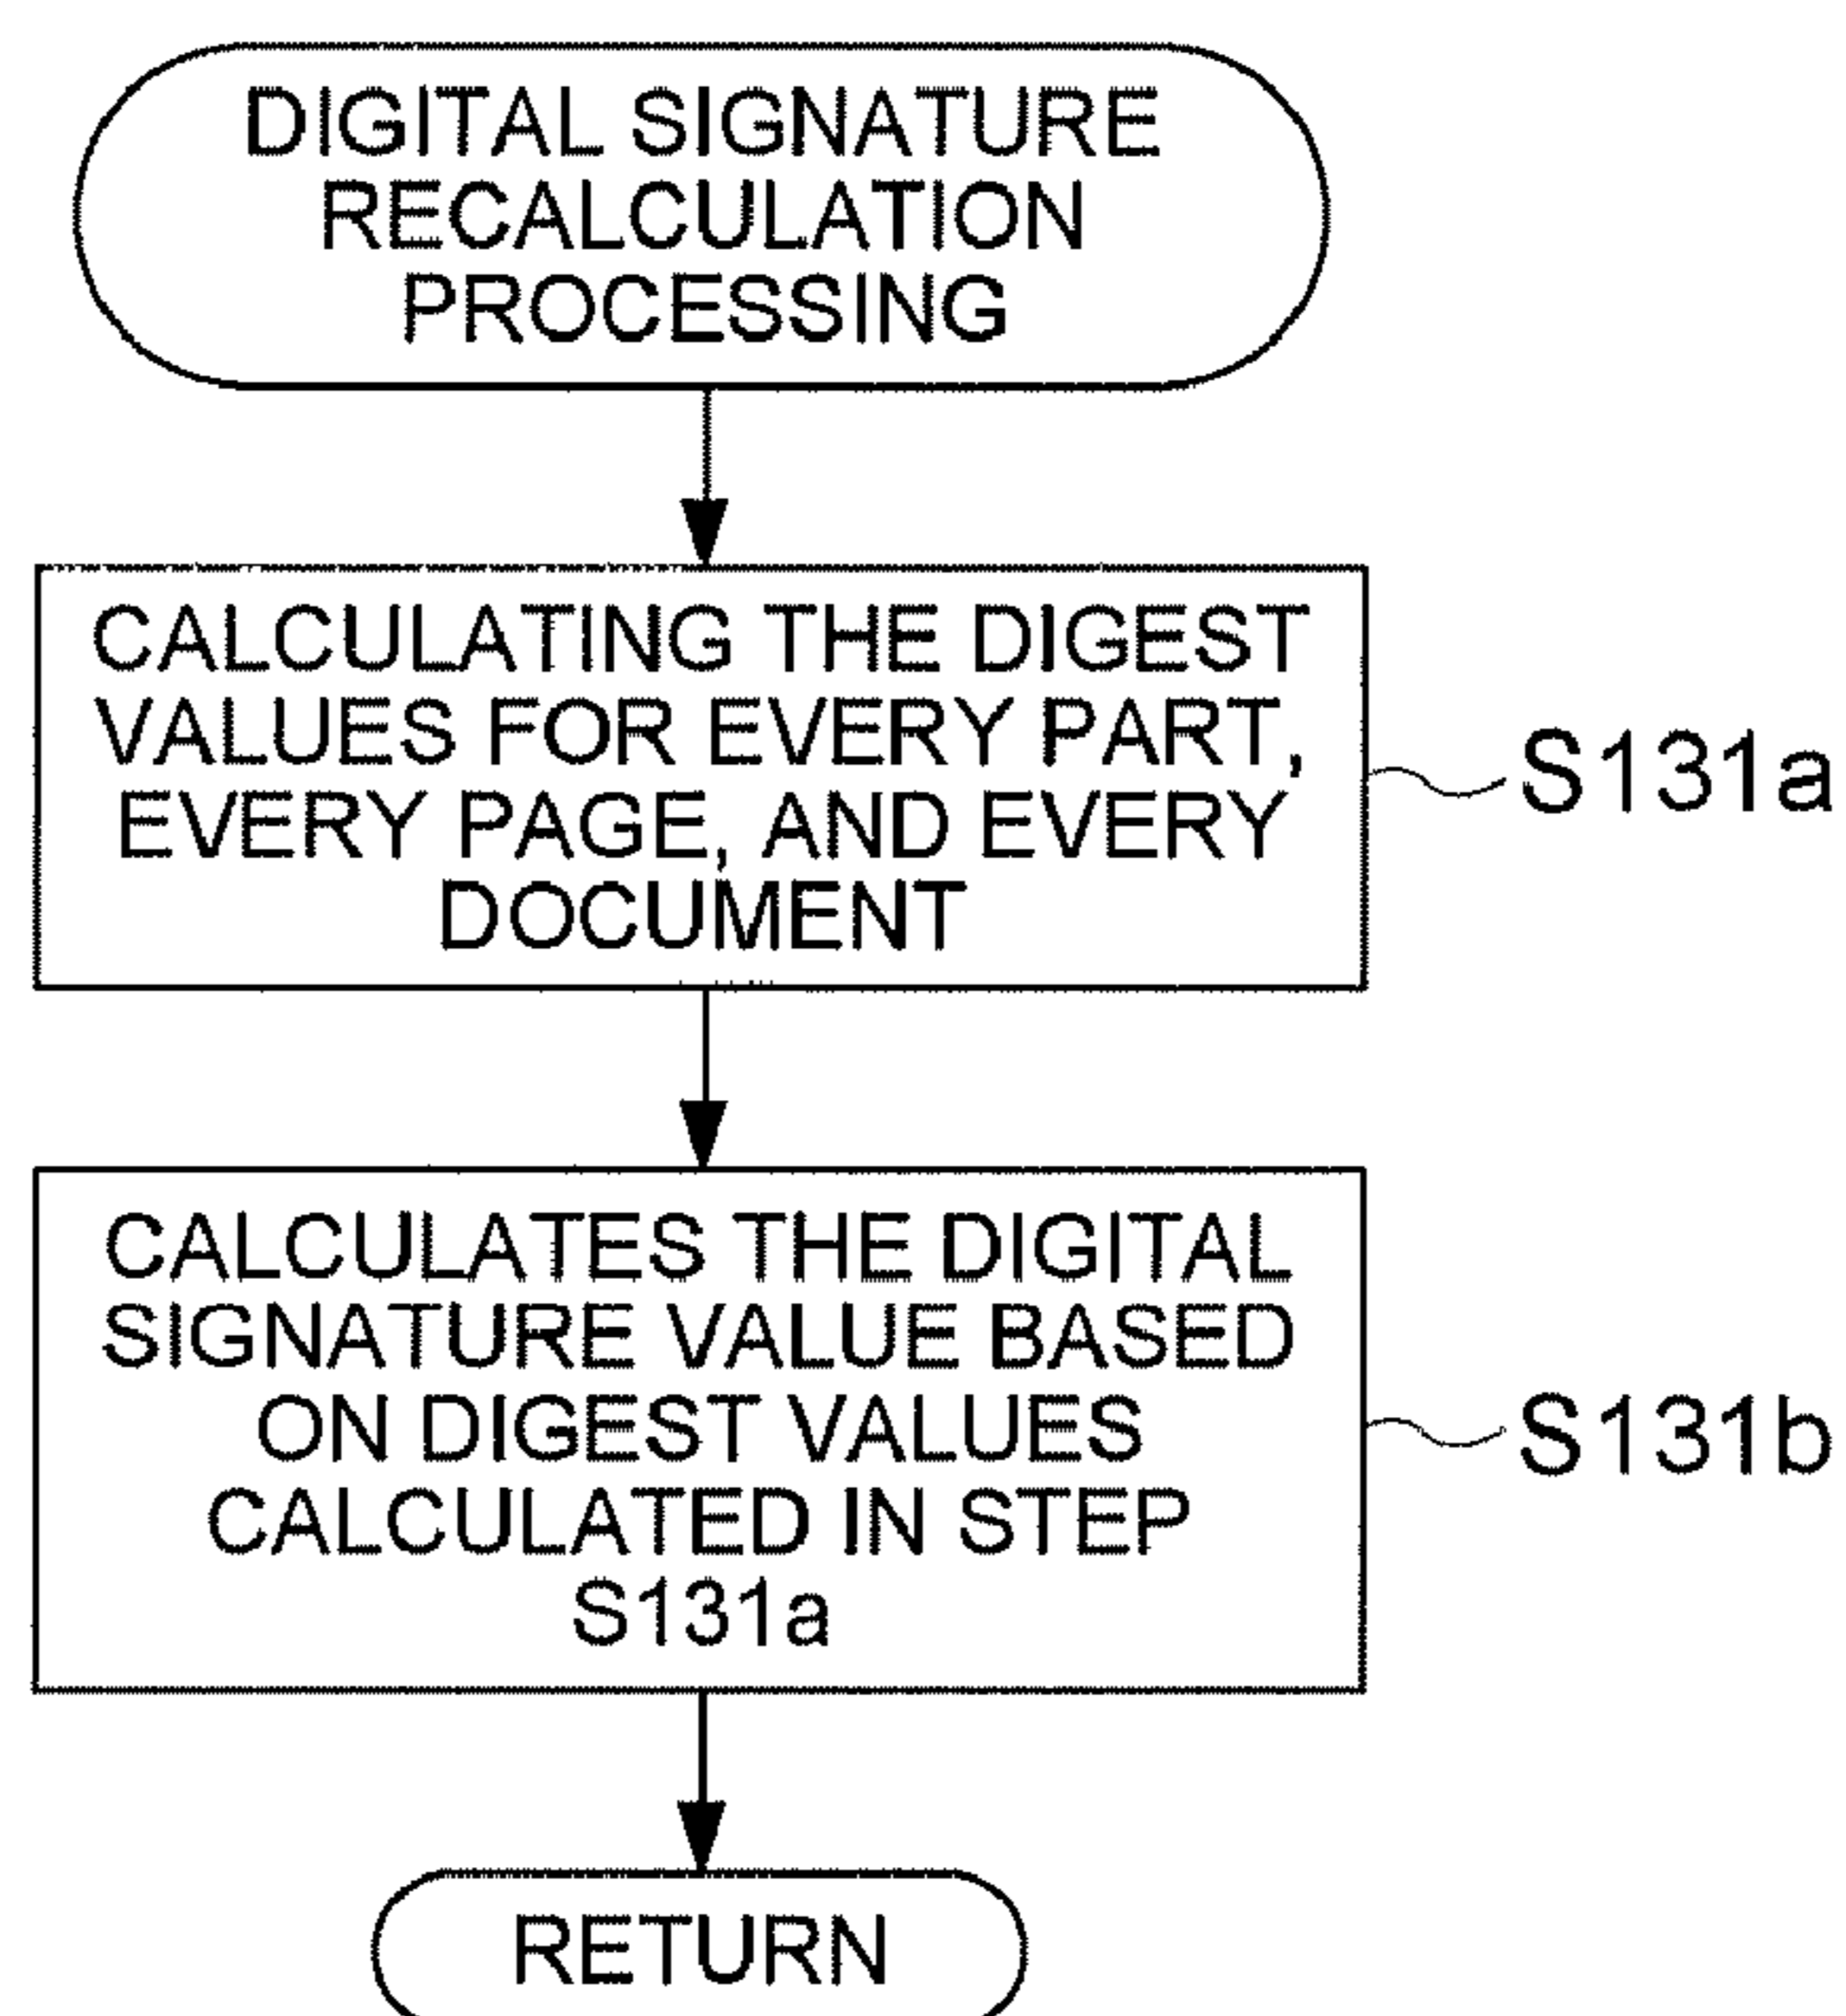 DIGITAL SIGNATURE
RECALCULATION
PROCESSING
CALCULATING THE DIGEST
VALUES FOR EVERY PART,
EVERY PAGE, AND EVERY
DOCUMENT
S131a
CALCULATES THE DIGITAL
SIGNATURE VALUE BASED
ON DIGEST VALUES
CALCULATED IN STEP
S131a
S131b
RETURN